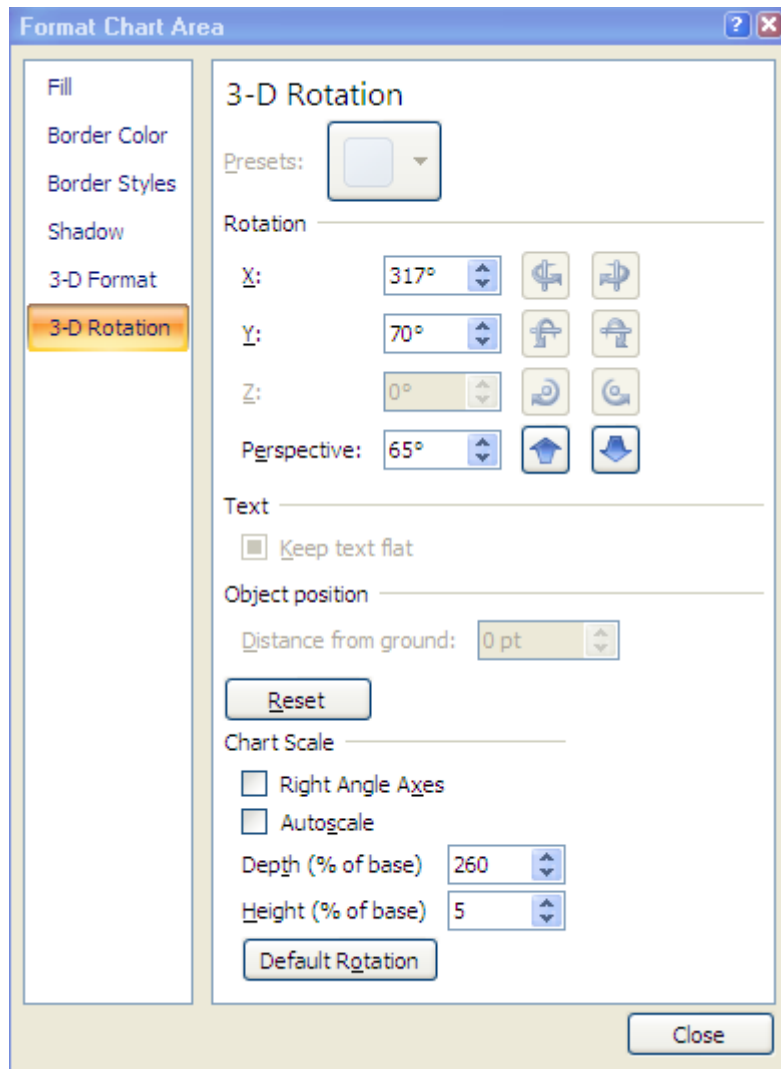 Format Chart Area
Fill
Border Color
Border Styles
Shadow
3-D Format
3-D Rotation
3-D Rotation
Presets:
Rotation
X: 317°
Y: 70°
Z: 0°
Perspective: 65°
Text
Keep text flat
Object position
Distance from ground: 0 pt
Reset
Chart Scale
Right Angle Axes
Autoscale
Depth (% of base) 260
Height (% of base) 5
Default Rotation
Close